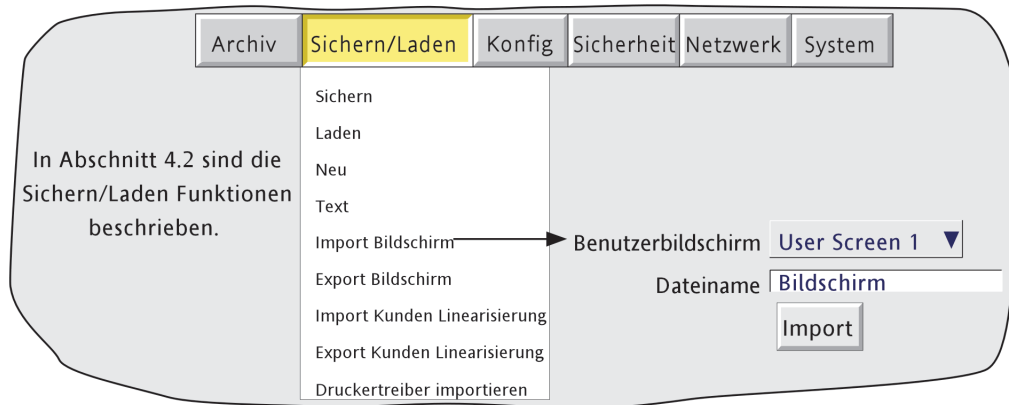 Archiv Sichern/Laden Konfig Sicherheit Netzwerk System
In Abschnitt 4.2 sind die
Sichern/Laden Funktionen
beschrieben.
Sichern
Laden
Neu
Text
Import Bildschirm
Export Bildschirm
Import Kunden Linearisierung
Export Kunden Linearisierung
Druckertreiber importieren
Benutzerbildschirm User Screen 1
Dateiname Bildschirm
Import